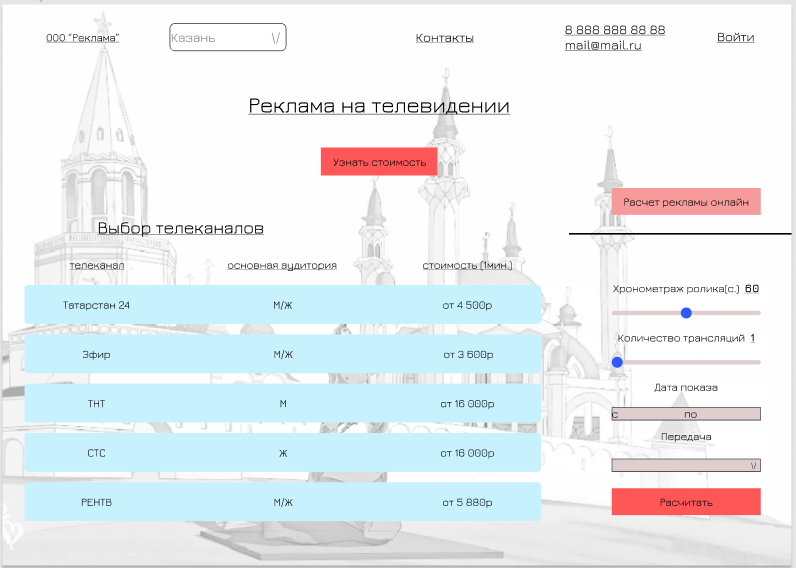 ООО "Реклама"
Казань \/
Контакты
8 888 888 88 88
mail@mail.ru
Войти
Реклама на телевидении
Узнать стоимость
Расчет рекламы онлайн
Выбор телеканалов
телеканал основная аудитория стоимость (1мин.)
Татарстан 24 М/Ж от 4 500р
Эфир М/Ж от 3 600р
ТНТ М от 16 000р
СТС Ж от 16 000р
РЕНТВ М/Ж от 5 880р
Хронометраж ролика(с.) 60
Количество трансляций 1
Дата показа
с по
Передача
\/
Расчитать